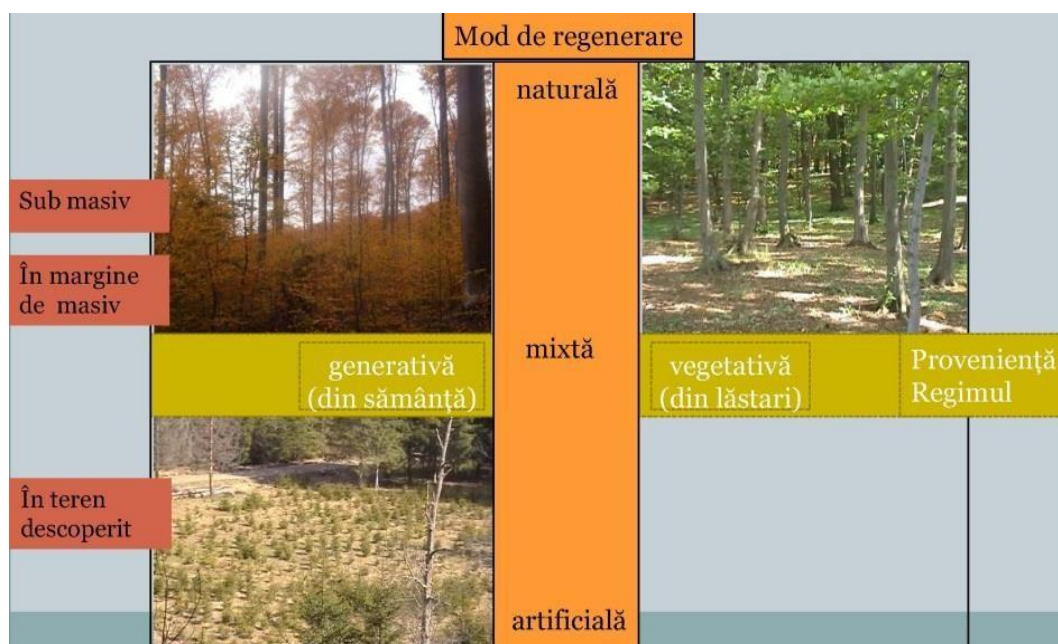 Mod de regenerare
naturală
Sub masiv
În margine
de masiv
mixtă
generativă
(din sământă)
vegetativă
(din lăstari)
Proveniență
Regimul
În teren
descoperit
artificială